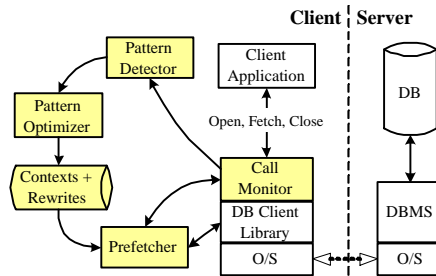 Client Server
Pattern
Detector
Client
Application
Pattern
Optimizer
DB
Open, Fetch, Close
Contexts +
Rewrites
Call
Monitor
DB Client
Library
DBMS
Prefetcher
O/S
O/S